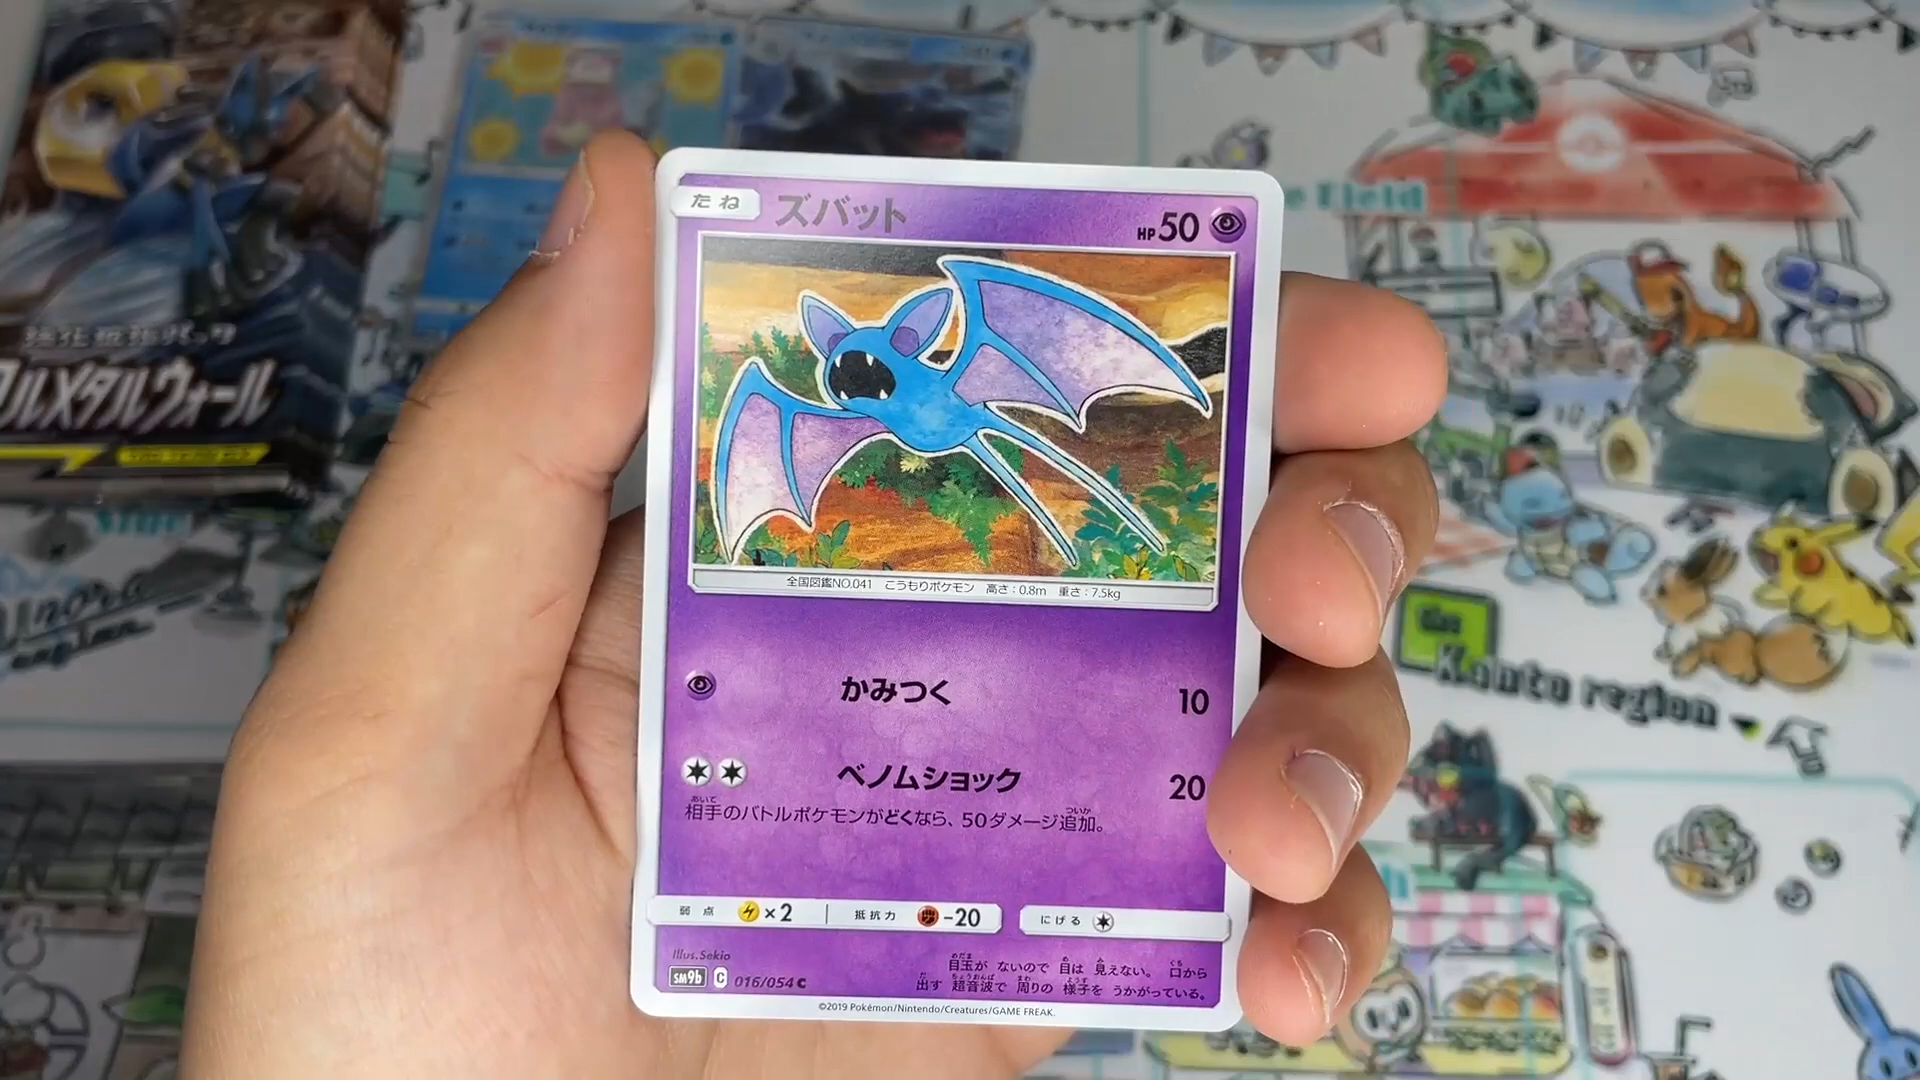 たね ズバット HP50
全国図鑑NO.041 こうもりポケモン 高さ:0.8m 重さ:7.5kg
かみつく 10
ベノムショック 20
相手のバトルポケモンがどくなら、50ダメージ追加。
弱点 ×2 抵抗力 -20 にげる
Illus.Sekio
目玉が ないので 目は 見えない。 口から
出す 超音波で 周りの 様子を うかがっている。
SM9b C 016/054 C
©2019 Pokémon/Nintendo/Creatures/GAME FREAK.
強化拡張パック
フルメタルウォール
Kanto region